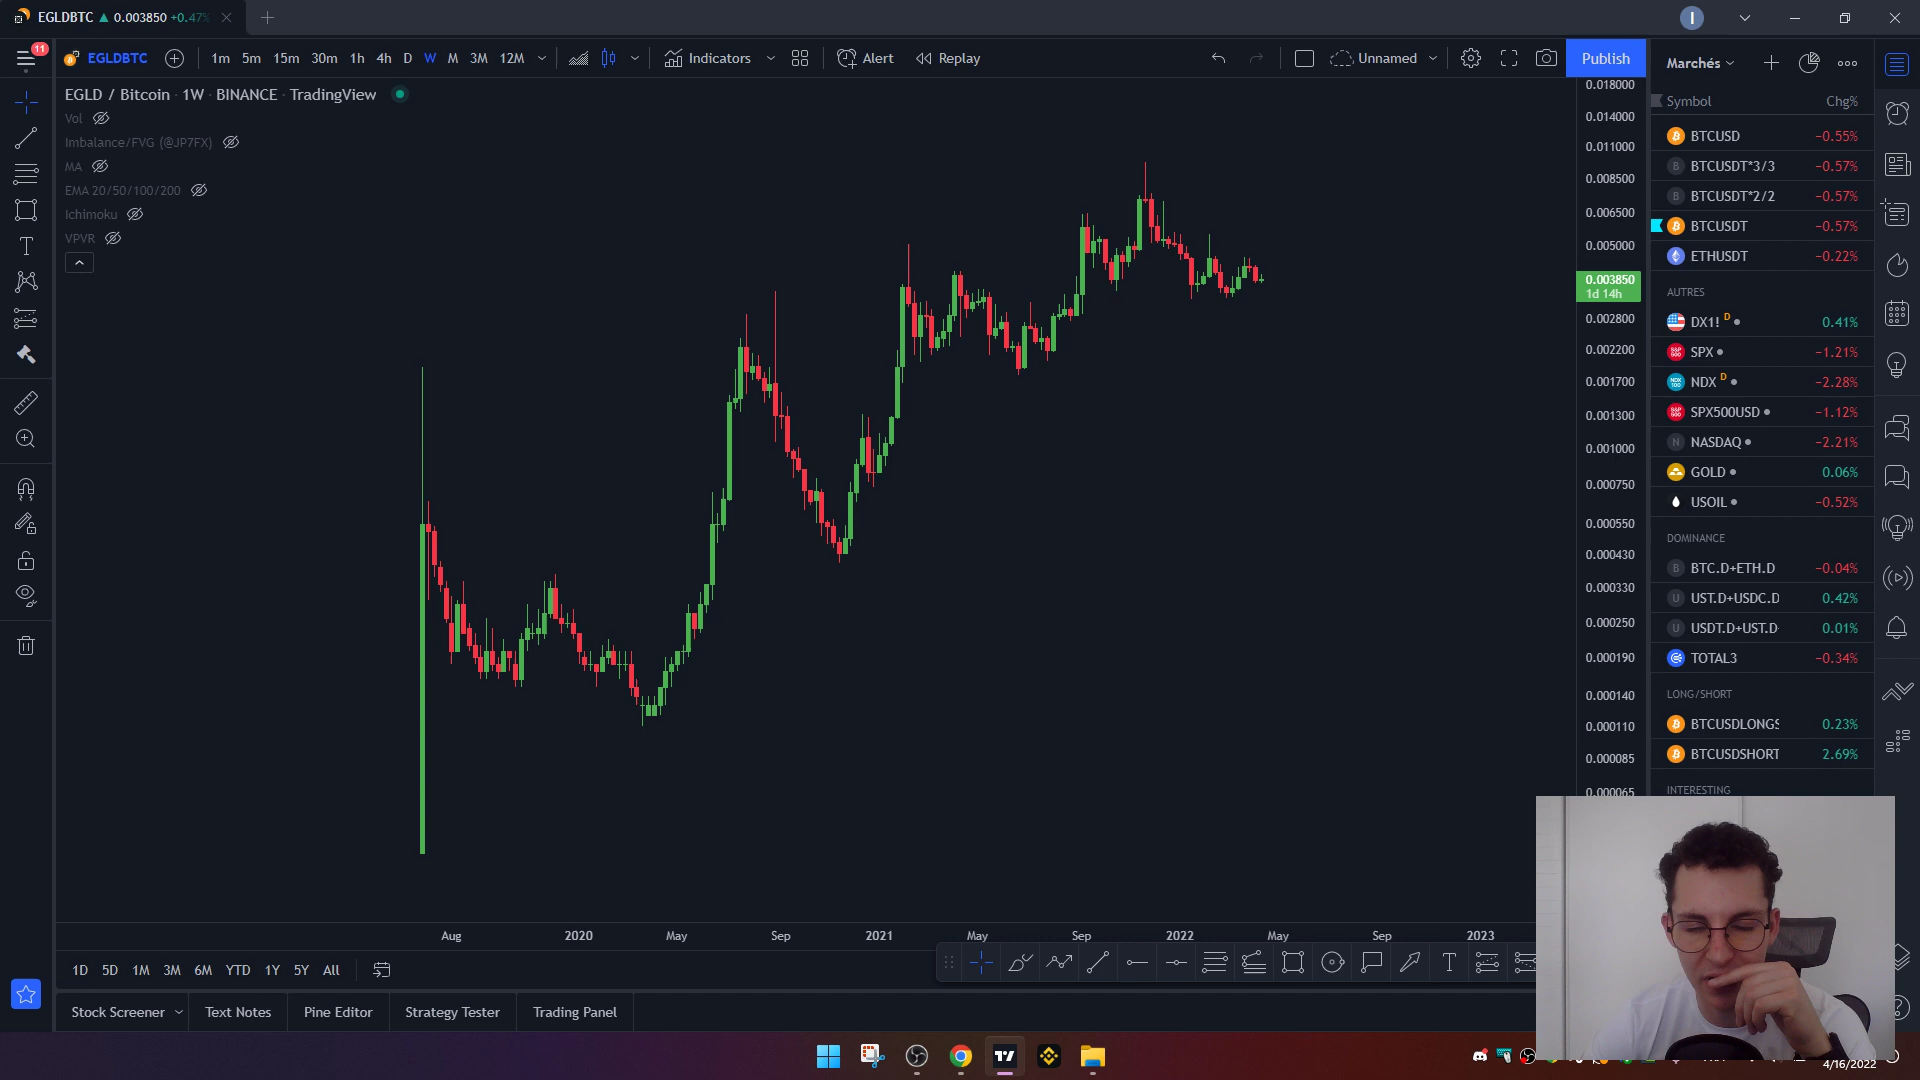 EGLDBTC ▲ 0.003850 +0.47%
I
11
EGLDBTC 1m 5m 15m 30m 1h 4h D W M 3M 12M Indicators Alert Replay Unnamed Publish
EGLD / Bitcoin · 1W · BINANCE · TradingView
Vol
Imbalance/FVG (@JP7FX)
MA
EMA 20/50/100/200
Ichimoku
VPVR
0.018000
0.014000
0.011000
0.008500
0.006500
0.005000
0.003850
1d 14h
0.002800
0.002200
0.001700
0.001300
0.001000
0.000750
0.000550
0.000430
0.000330
0.000250
0.000190
0.000140
0.000110
0.000085
0.000065
Marchés
Symbol Chg%
BTCUSD −0.55%
B BTCUSDT*3/3 −0.57%
B BTCUSDT*2/2 −0.57%
BTCUSDT −0.57%
ETHUSDT −0.22%
AUTRES
DX1! D 0.41%
SPX −1.21%
NDX D −2.28%
SPX500USD −1.12%
N NASDAQ −2.21%
GOLD 0.06%
USOIL −0.52%
DOMINANCE
B BTC.D+ETH.D −0.04%
U UST.D+USDC.D 0.42%
U USDT.D+UST.D- 0.01%
TOTAL3 −0.34%
LONG/SHORT
BTCUSDLONGS 0.23%
BTCUSDSHORT 2.69%
INTERESTING
Aug 2020 May Sep 2021 May Sep 2022 May Sep 2023
1D 5D 1M 3M 6M YTD 1Y 5Y All
Stock Screener Text Notes Pine Editor Strategy Tester Trading Panel
4/16/2022